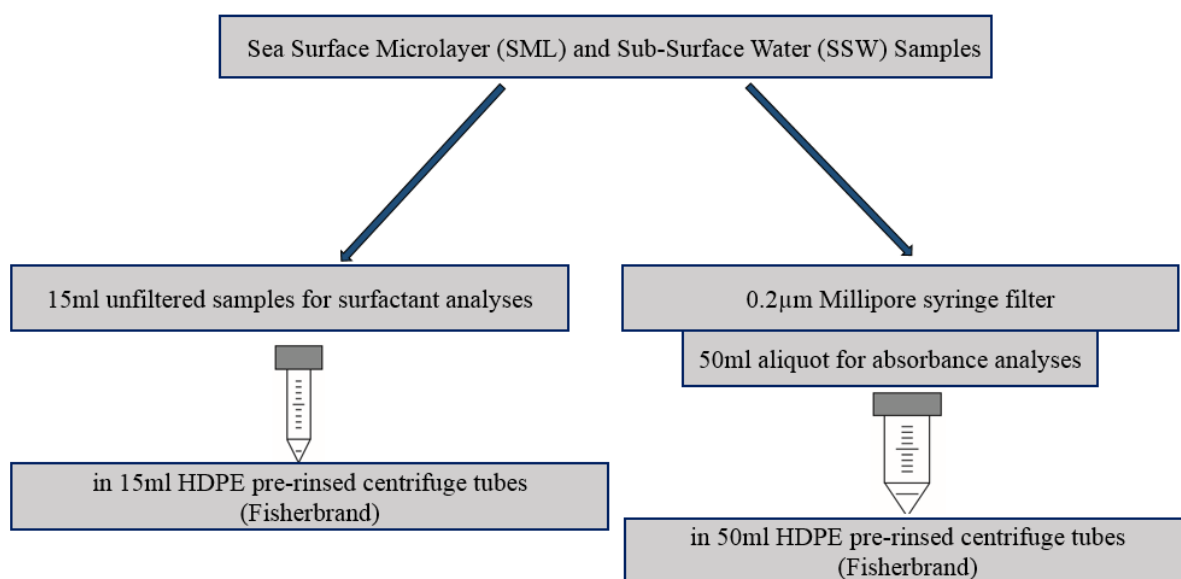 Sea Surface Microlayer (SML) and Sub-Surface Water (SSW) Samples
15ml unfiltered samples for surfactant analyses
in 15ml HDPE pre-rinsed centrifuge tubes
(Fisherbrand)
0.2µm Millipore syringe filter
50ml aliquot for absorbance analyses
in 50ml HDPE pre-rinsed centrifuge tubes
(Fisherbrand)